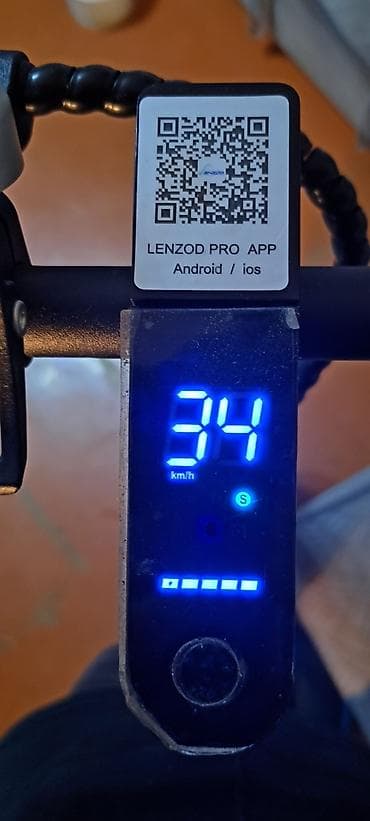 LENZOD PRO APP
Android / ios
34
km/h
S